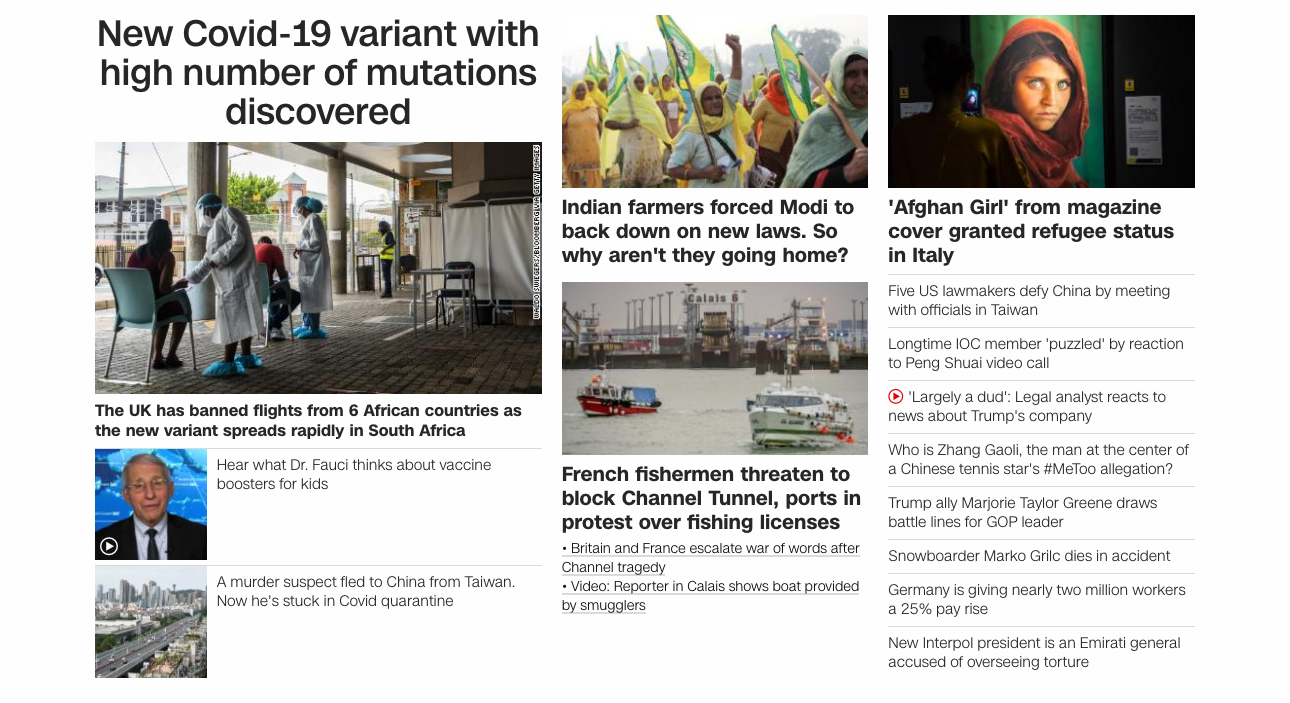 New Covid-19 variant with
high number of mutations
discovered
WALDO SWIEGERS/BLOOMBERG VIA GETTY IMAGES
The UK has banned flights from 6 African countries as
the new variant spreads rapidly in South Africa
Hear what Dr. Fauci thinks about vaccine
boosters for kids
A murder suspect fled to China from Taiwan.
Now he's stuck in Covid quarantine
Indian farmers forced Modi to
back down on new laws. So
why aren't they going home?
Calais 6
French fishermen threaten to
block Channel Tunnel, ports in
protest over fishing licenses
• Britain and France escalate war of words after
Channel tragedy
• Video: Reporter in Calais shows boat provided
by smugglers
'Afghan Girl' from magazine
cover granted refugee status
in Italy
Five US lawmakers defy China by meeting
with officials in Taiwan
Longtime IOC member 'puzzled' by reaction
to Peng Shuai video call
'Largely a dud': Legal analyst reacts to
news about Trump's company
Who is Zhang Gaoli, the man at the center of
a Chinese tennis star's #MeToo allegation?
Trump ally Marjorie Taylor Greene draws
battle lines for GOP leader
Snowboarder Marko Grilc dies in accident
Germany is giving nearly two million workers
a 25% pay rise
New Interpol president is an Emirati general
accused of overseeing torture